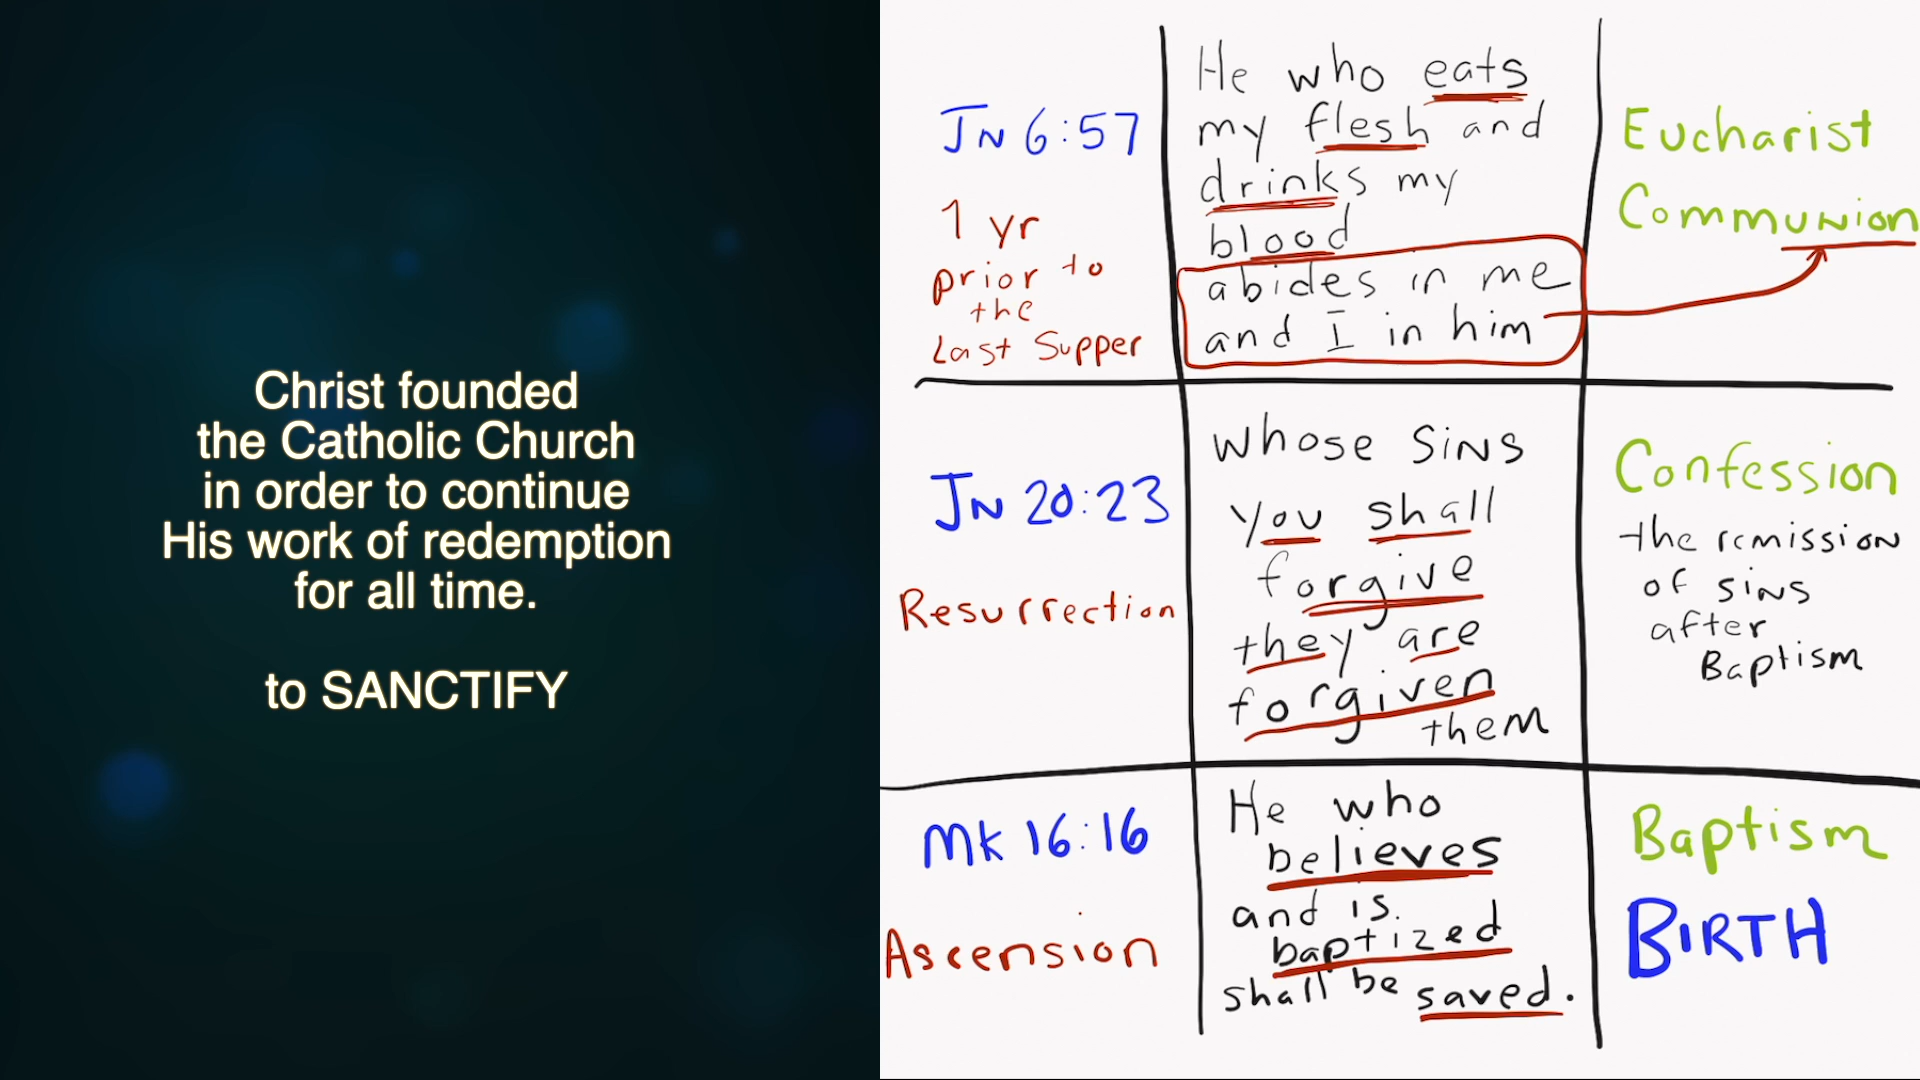 Christ founded
the Catholic Church
in order to continue
His work of redemption
for all time.
to SANCTIFY
JN 6:57
1 yr
prior to
the
Last Supper
He who eats
my flesh and
drinks my
blood
abides in me
and I in him
Eucharist
Communion
JN 20:23
Resurrection
whose sins
you shall
forgive
they are
forgiven
them
Confession
the remission
of sins
after
Baptism
MK 16:16
Ascension
He who
believes
and is
baptized
shall be
saved.
Baptism
BIRTH